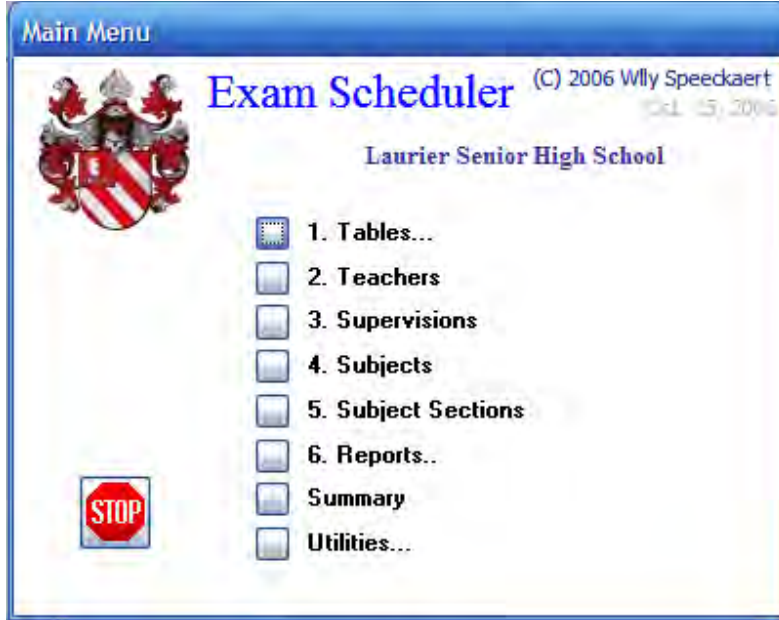 Main Menu
Exam Scheduler
(C) 2006 Wlly Speeckaert
Laurier Senior High School
1. Tables...
2. Teachers
3. Supervisions
4. Subjects
5. Subject Sections
6. Reports..
Summary
STOP
Utilities...